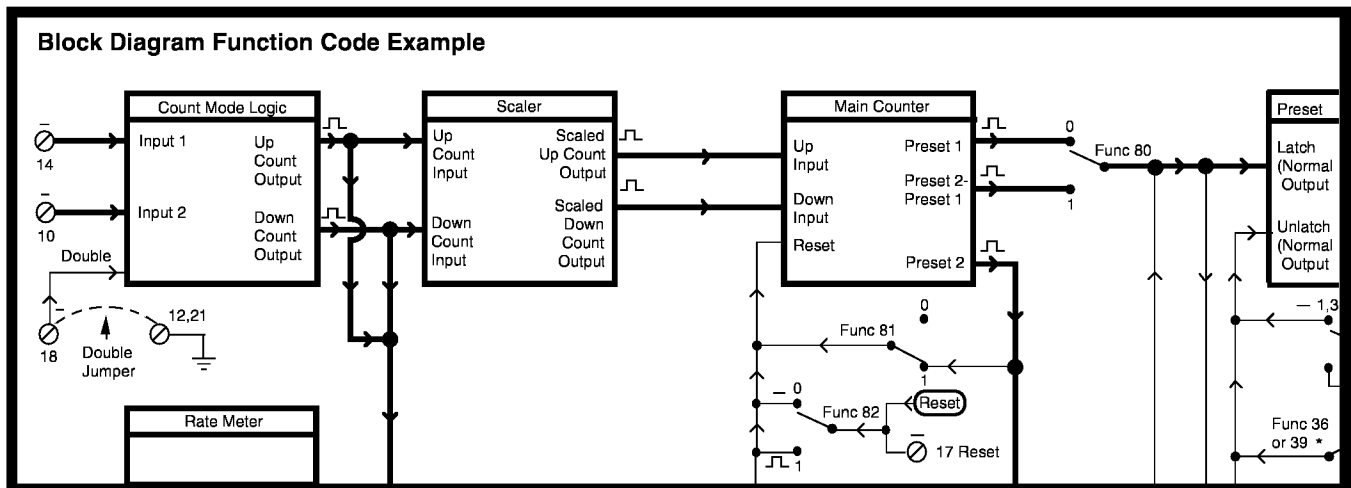 Block Diagram Function Code Example
Count Mode Logic
Input 1
Input 2
Up
Count
Output
Down
Count
Output
14
10
Double
18
12,21
Double
Jumper
Rate Meter
Scaler
Up
Count
Input
Down
Count
Input
Scaled
Up Count
Output
Scaled
Down
Count
Output
Main Counter
Up
Input
Down
Input
Reset
Preset 1
Preset 2-
Preset 1
Preset 2
0
Func 80
1
0
Func 81
1
0
Func 82
1
Reset
17 Reset
Preset
Latch
(Normal
Output
Unlatch
(Normal
Output
1,3
Func 36
or 39 *